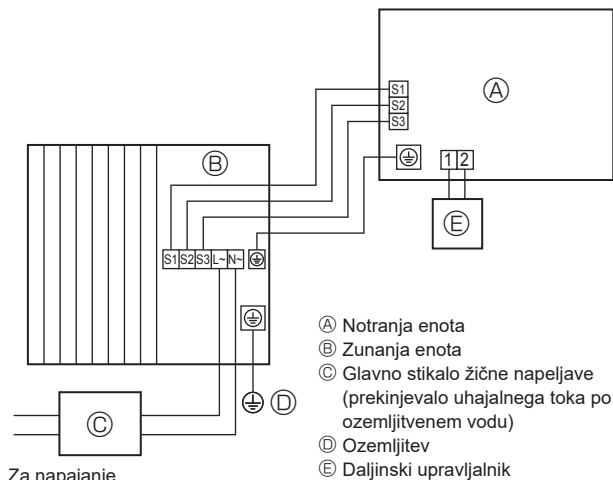 Ⓐ
S1
S2
S3
1 2
Ⓔ
Ⓑ
S1 S2 S3 L~ N~
Ⓓ
Ⓒ
Za napajanje
Ⓐ Notranja enota
Ⓑ Zunanja enota
Ⓒ Glavno stikalo žične napeljave
(prekinjevalo uhajalnega toka po
ozemljitvenem vodu)
Ⓓ Ozemljitev
Ⓔ Daljinski upravljalnik